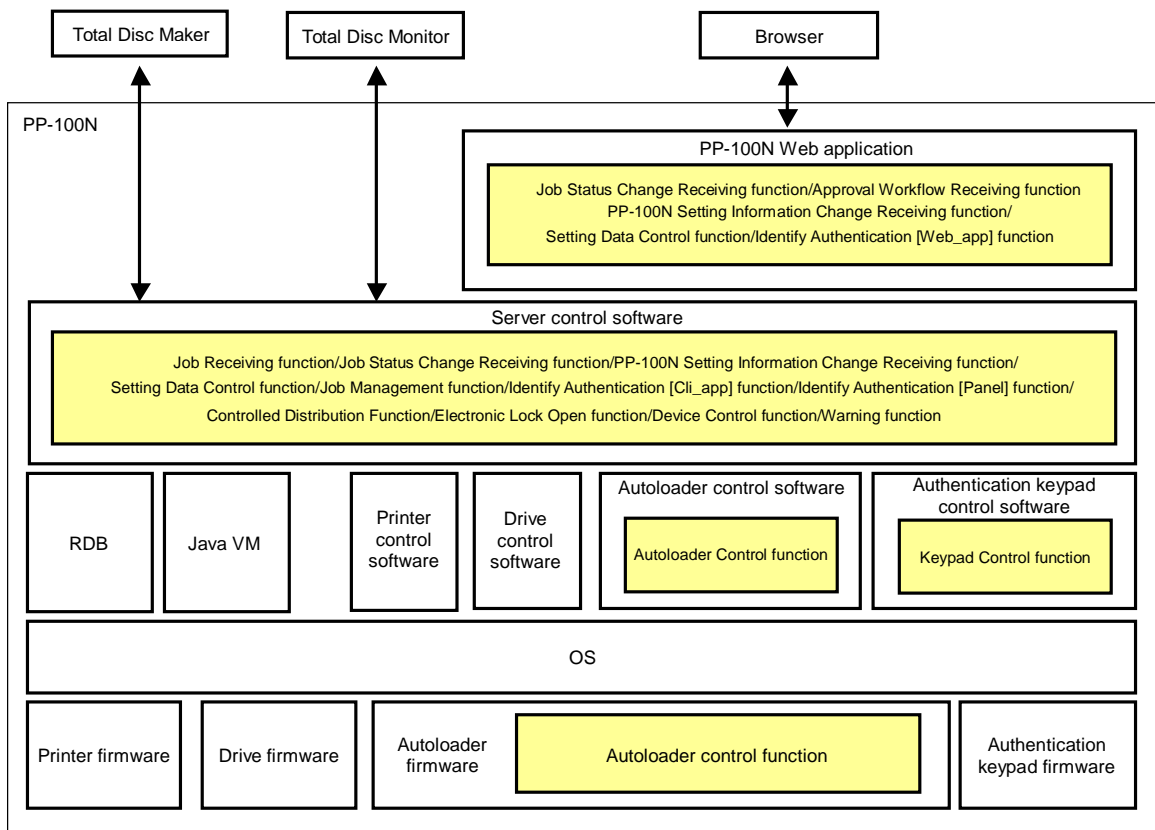 Total Disc Maker
Total Disc Monitor
Browser
PP-100N
PP-100N Web application
Job Status Change Receiving function/Approval Workflow Receiving function
PP-100N Setting Information Change Receiving function/
Setting Data Control function/Identify Authentication [Web_app] function
Server control software
Job Receiving function/Job Status Change Receiving function/PP-100N Setting Information Change Receiving function/
Setting Data Control function/Job Management function/Identify Authentication [Cli_app] function/Identify Authentication [Panel] function/
Controlled Distribution Function/Electronic Lock Open function/Device Control function/Warning function
RDB
Java VM
Printer
control
software
Drive
control
software
Autoloader control software
Autoloader Control function
Authentication keypad
control software
Keypad Control function
OS
Printer firmware
Drive firmware
Autoloader
firmware
Autoloader control function
Authentication
keypad firmware